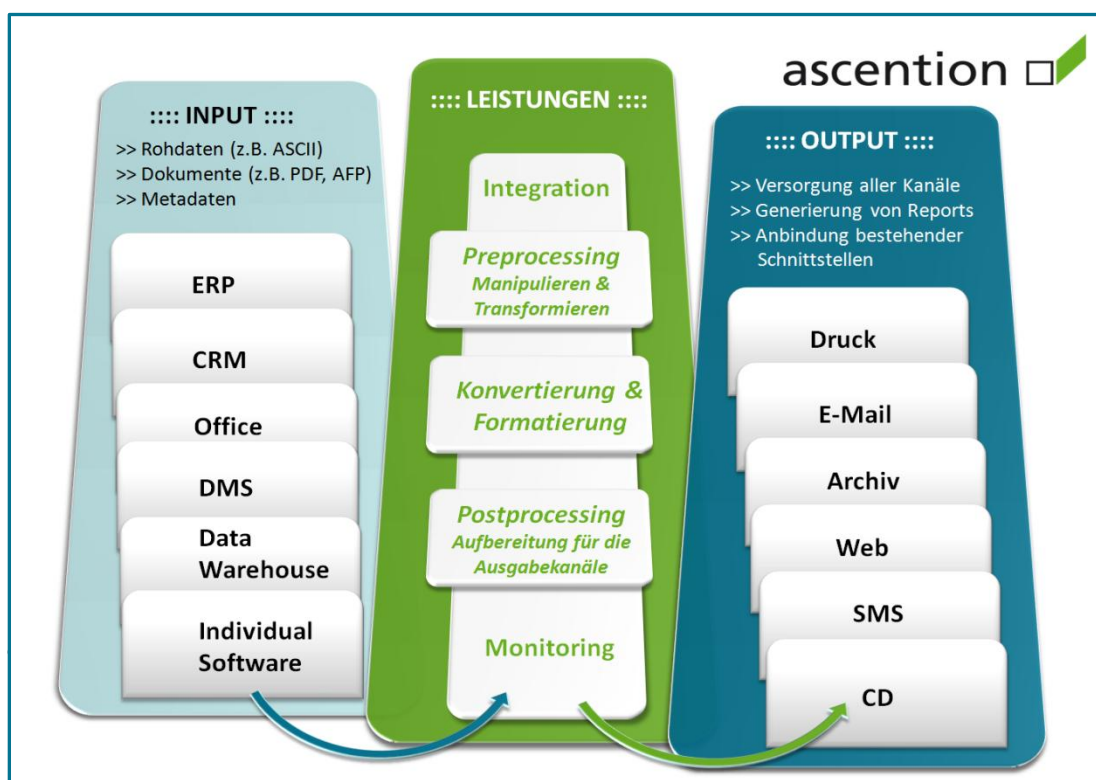 ascention
:::: INPUT ::::
>> Rohdaten (z.B. ASCII)
>> Dokumente (z.B. PDF, AFP)
>> Metadaten
ERP
CRM
Office
DMS
Data
Warehouse
Individual
Software
:::: LEISTUNGEN ::::
Integration
Preprocessing
Manipulieren &
Transformieren
Konvertierung &
Formatierung
Postprocessing
Aufbereitung für die
Ausgabekanäle
Monitoring
:::: OUTPUT ::::
>> Versorgung aller Kanäle
>> Generierung von Reports
>> Anbindung bestehender
Schnittstellen
Druck
E-Mail
Archiv
Web
SMS
CD